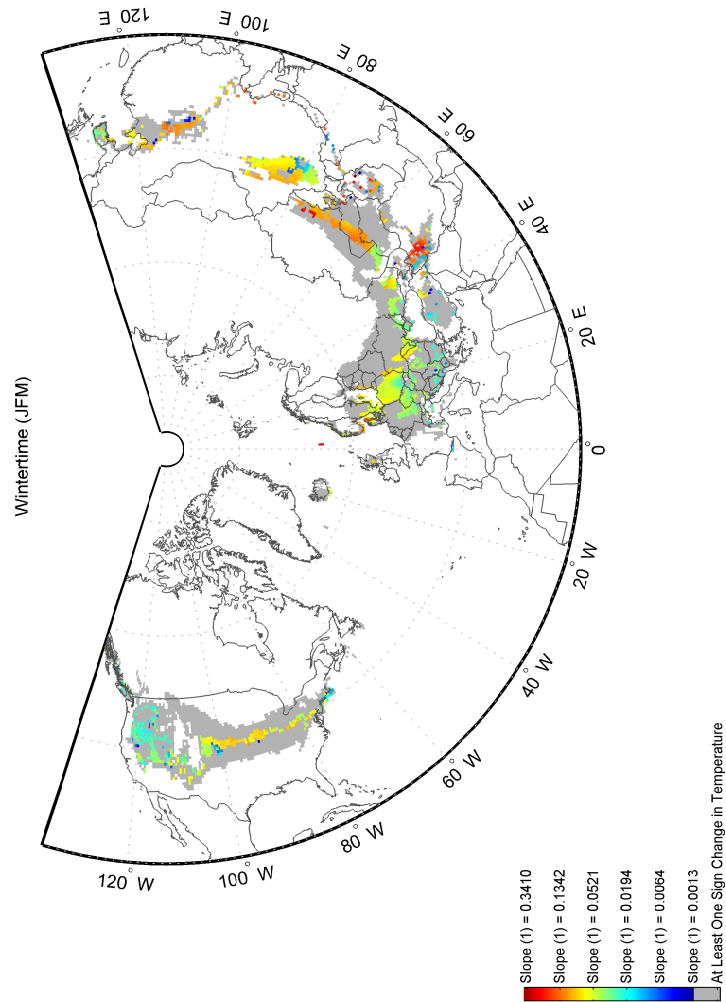 Wintertime (JFM)
120 E
100 E
80 E
60 E
40 E
20 E
0
20 W
40 W
60 W
80 W
100 W
120 W
Slope (1) = 0.3410
Slope (1) = 0.1342
Slope (1) = 0.0521
Slope (1) = 0.0194
Slope (1) = 0.0064
Slope (1) = 0.0013
At Least One Sign Change in Temperature